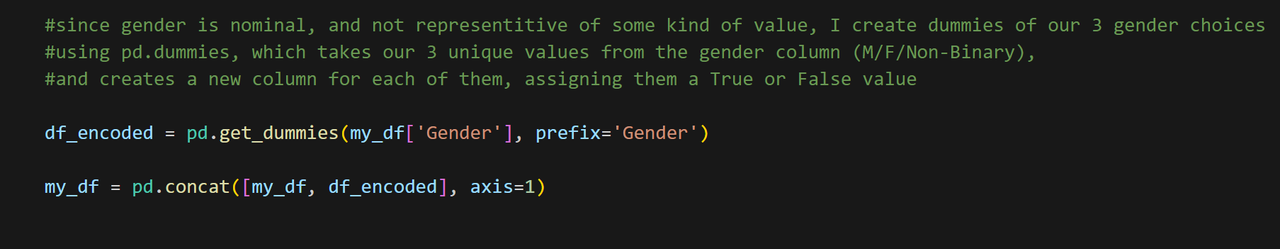 #since gender is nominal, and not representitive of some kind of value, I create dummies of our 3 gender choices
#using pd.dummies, which takes our 3 unique values from the gender column (M/F/Non-Binary),
#and creates a new column for each of them, assigning them a True or False value
df_encoded = pd.get_dummies(my_df['Gender'], prefix='Gender')
my_df = pd.concat([my_df, df_encoded], axis=1)